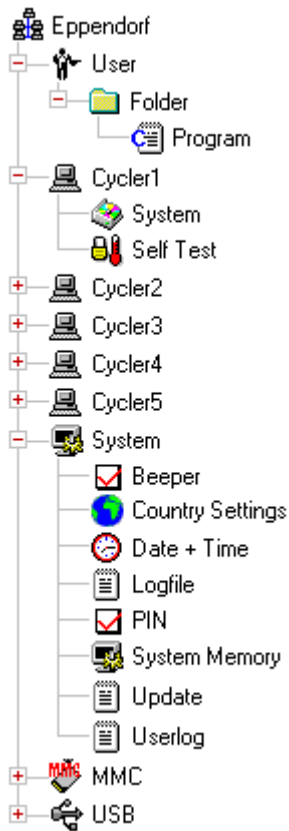 Eppendorf
User
Folder
Program
Cycler1
System
Self Test
Cycler2
Cycler3
Cycler4
Cycler5
System
Beeper
Country Settings
Date + Time
Logfile
PIN
System Memory
Update
Userlog
MMC MMC
USB